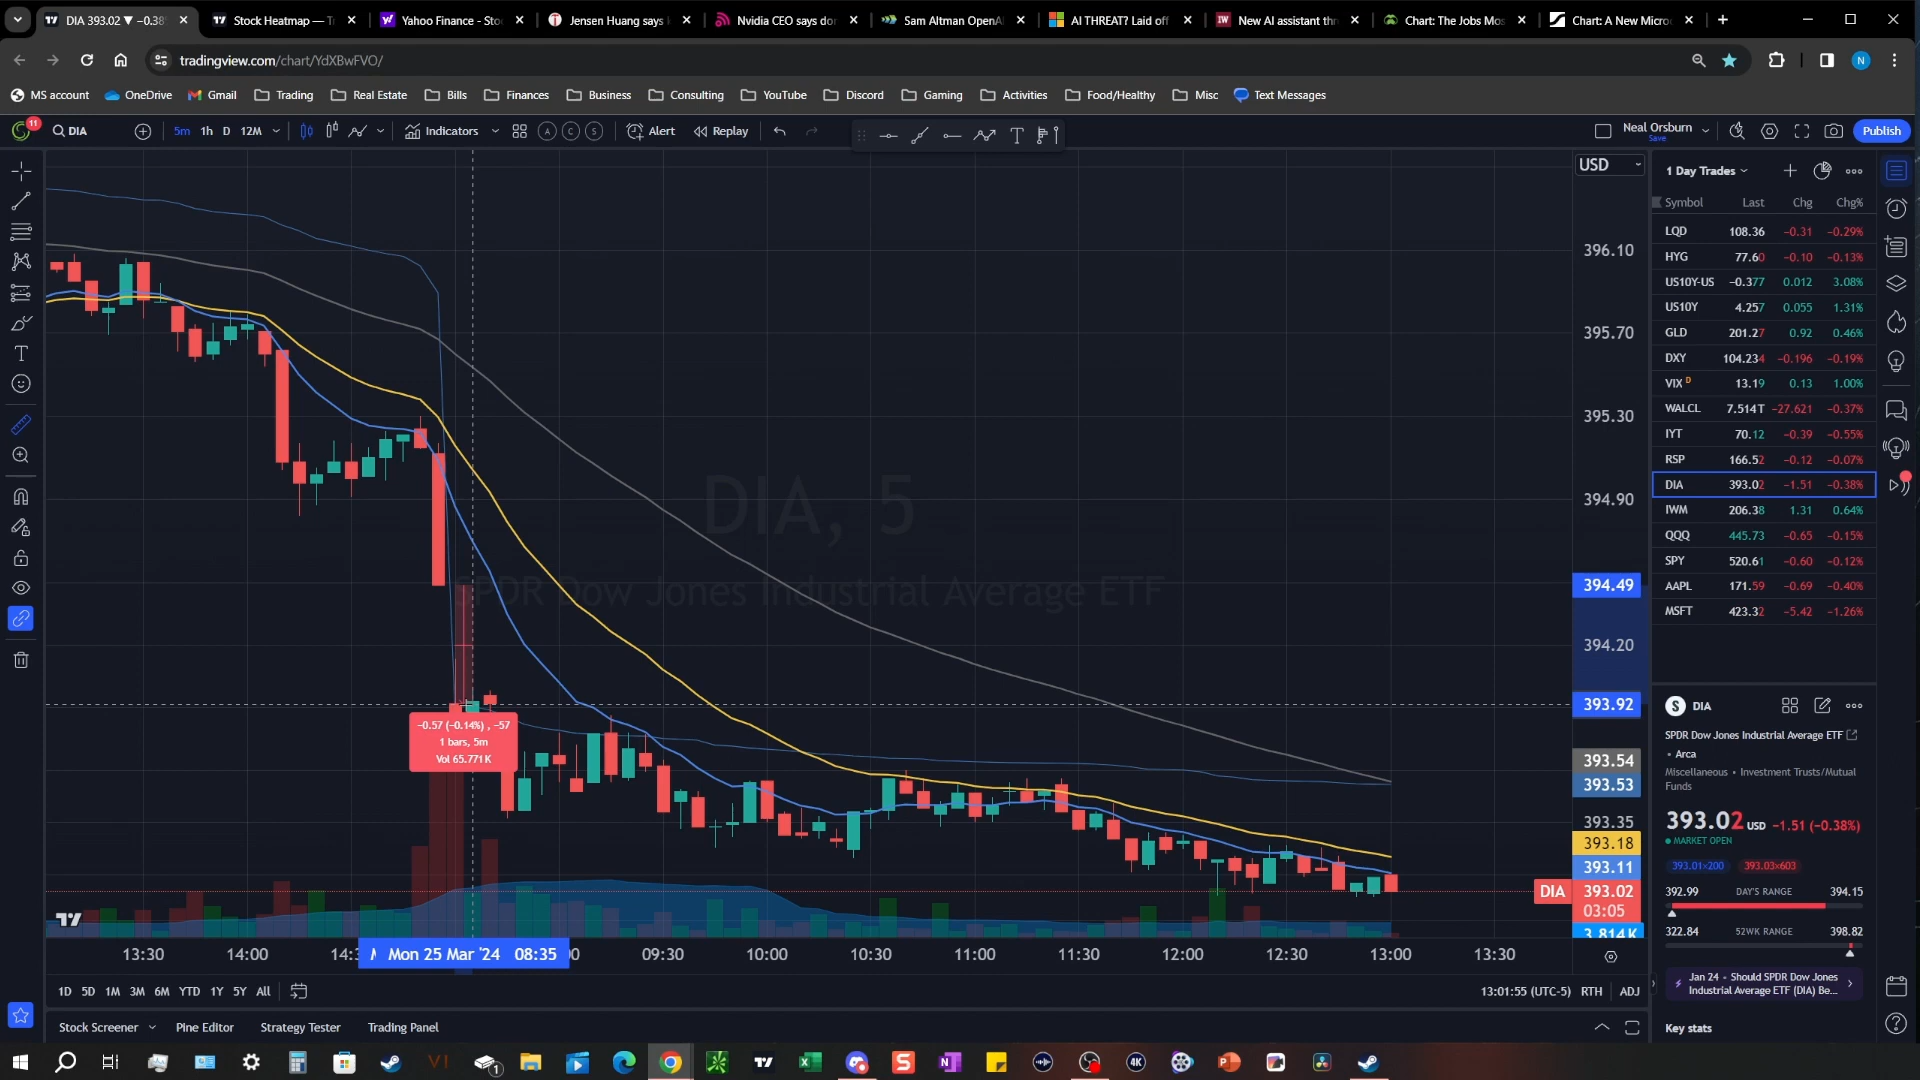 DIA 393.02 ▼ −0.38
Stock Heatmap — Tr
Yahoo Finance - Sto
Jensen Huang says
Nvidia CEO says don
Sam Altman OpenA
AI THREAT? Laid off
New AI assistant thr
Chart: The Jobs Mos
Chart: A New Micro
tradingview.com/chart/YdXBwFVO/
N
MS account OneDrive Gmail Trading Real Estate Bills Finances Business Consulting YouTube Discord Gaming Activities Food/Healthy Misc Text Messages
11
DIA
5m 1h D 12M
Indicators
A C S
Alert Replay
Neal Orsburn
Save
Publish
USD
1 Day Trades
Symbol Last Chg Chg%
LQD 108.36 −0.31 −0.29%
HYG 77.60 −0.10 −0.13%
US10Y-US −0.377 0.012 3.08%
US10Y 4.257 0.055 1.31%
GLD 201.27 0.92 0.46%
DXY 104.234 −0.196 −0.19%
VIX D 13.19 0.13 1.00%
WALCL 7.514T −27.621 −0.37%
IYT 70.12 −0.39 −0.55%
RSP 166.52 −0.12 −0.07%
DIA 393.02 −1.51 −0.38%
IWM 206.38 1.31 0.64%
QQQ 445.73 −0.65 −0.15%
SPY 520.61 −0.60 −0.12%
AAPL 171.59 −0.69 −0.40%
MSFT 423.32 −5.42 −1.26%
396.10
395.70
395.30
394.90
394.49
394.20
393.92
393.54
393.53
393.35
393.18
393.11
DIA 393.02
03:05
3.814K
DIA, 5
SPDR Dow Jones Industrial Average ETF
−0.57 (−0.14%) , −57
1 bars, 5m
Vol 65.771K
S DIA
SPDR Dow Jones Industrial Average ETF
• Arca
Miscellaneous • Investment Trusts/Mutual
Funds
393.02 USD −1.51 (−0.38%)
MARKET OPEN
393.01×200 393.03×603
392.99 DAY'S RANGE 394.15
322.84 52WK RANGE 398.82
Jan 24 • Should SPDR Dow Jones
Industrial Average ETF (DIA) Be...
Key stats
13:30 14:00 14:3 Mon 25 Mar '24 08:35 09:30 10:00 10:30 11:00 11:30 12:00 12:30 13:00 13:30
1D 5D 1M 3M 6M YTD 1Y 5Y All
13:01:55 (UTC-5) RTH ADJ
Stock Screener Pine Editor Strategy Tester Trading Panel